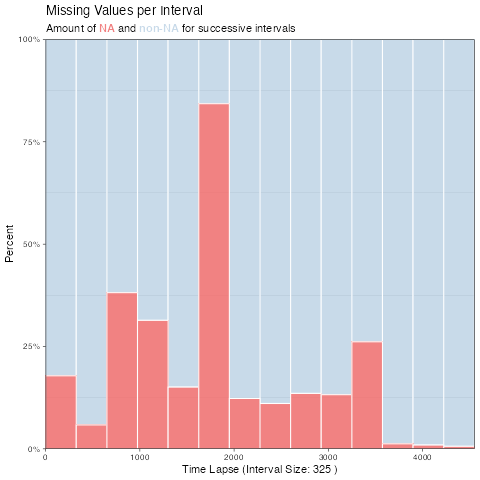 Missing Values per Interval
Amount of NA and non-NA for successive intervals
100%
75%
50%
25%
0%
Percent
0 1000 2000 3000 4000
Time Lapse (Interval Size: 325 )